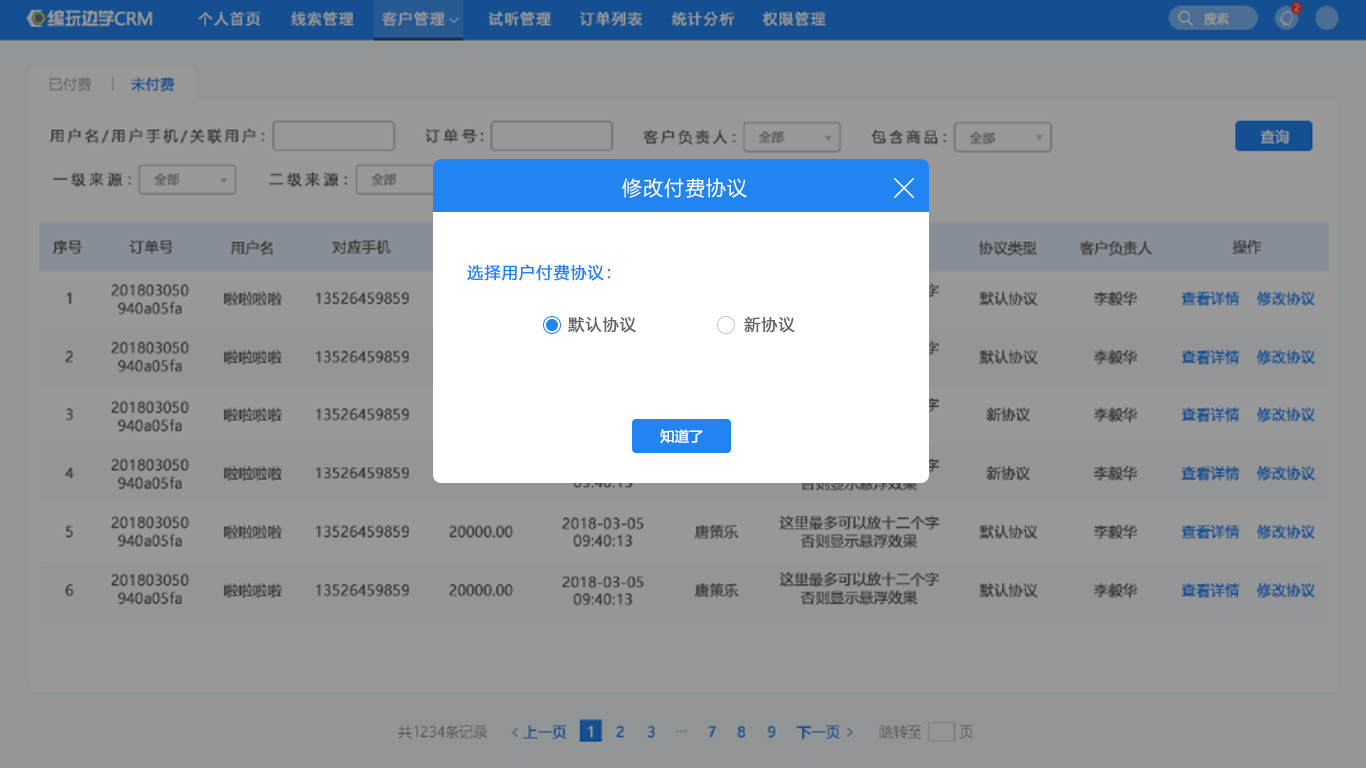 编玩边学CRM 个人首页 线索管理 客户管理 试听管理 订单列表 统计分析 权限管理 搜索 2
已付费 | 未付费
用户名/用户手机/关联用户: 订单号: 客户负责人: 全部 包含商品: 全部 查询
一级来源: 全部 二级来源: 全部
修改付费协议
选择用户付费协议:
默认协议 新协议
知道了
序号 订单号 用户名 对应手机 协议类型 客户负责人 操作
1 201803050 940a05fa 啦啦啦啦 13526459859 字 默认协议 李毅华 查看详情 修改协议
2 201803050 940a05fa 啦啦啦啦 13526459859 字 默认协议 李毅华 查看详情 修改协议
3 201803050 940a05fa 啦啦啦啦 13526459859 字 新协议 李毅华 查看详情 修改协议
4 201803050 940a05fa 啦啦啦啦 13526459859 09:40:13 字 否则显示悬浮效果 新协议 李毅华 查看详情 修改协议
5 201803050 940a05fa 啦啦啦啦 13526459859 20000.00 2018-03-05 09:40:13 唐策乐 这里最多可以放十二个字 否则显示悬浮效果 默认协议 李毅华 查看详情 修改协议
6 201803050 940a05fa 啦啦啦啦 13526459859 20000.00 2018-03-05 09:40:13 唐策乐 这里最多可以放十二个字 否则显示悬浮效果 默认协议 李毅华 查看详情 修改协议
共1234条记录 <上一页 1 2 3 ... 7 8 9 下一页> 跳转至 页